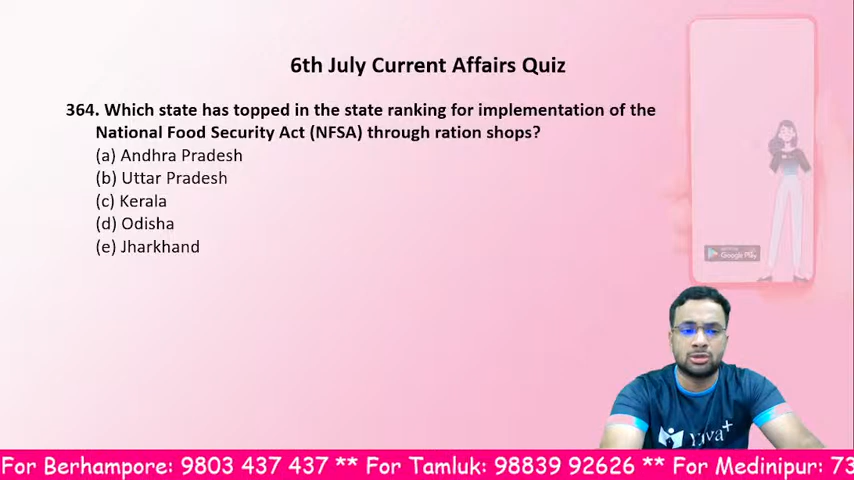 6th July Current Affairs Quiz
364. Which state has topped in the state ranking for implementation of the
National Food Security Act (NFSA) through ration shops?
(a) Andhra Pradesh
(b) Uttar Pradesh
(c) Kerala
(d) Odisha
(e) Jharkhand
Google Play
For Berhampore: 9803 437 437 ** For Tamluk: 98839 92626 ** For Medinipur: 73